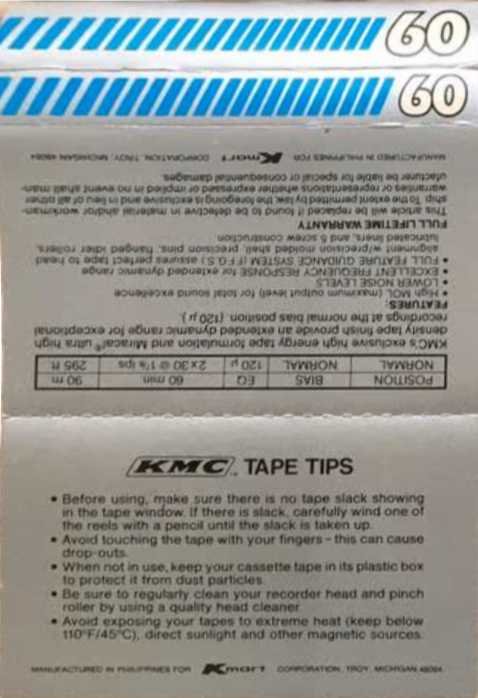 60
60
POSITION BIAS EQ 60 min 90 m
NORMAL NORMAL 120 μ 2 x 30 @ 1⅞ ips 295 ft
KMC's exclusive high energy tape formulation and Miracal® ultra high
density tape finish provide an extended dynamic range for exceptional
recordings at the normal bias position. (120 μ).
FEATURES:
• High MOL (maximum output level) for total sound excellence
• LOWER NOISE LEVELS
• EXCELLENT FREQUENCY RESPONSE for extended dynamic range
• FULL FEATURE GUIDANCE SYSTEM (F.F.G.S.) assures perfect tape to head
alignment w/precision molded shell, precision pins, flanged idler rollers,
lubricated liners, and 5 screw construction
FULL LIFETIME WARRANTY
This article will be replaced if found to be defective in material and/or workman-
ship. To the extent permitted by law, the foregoing is exclusive and in lieu of all other
warranties or representations whether expressed or implied in no event shall man-
ufacturer be liable for special or consequential damages.
MANUFACTURED IN PHILIPPINES FOR Kmart CORPORATION, TROY, MICHIGAN 48084
KMC TAPE TIPS
• Before using, make sure there is no tape slack showing
in the tape window. If there is slack, carefully wind one of
the reels with a pencil until the slack is taken up.
• Avoid touching the tape with your fingers – this can cause
drop-outs.
• When not in use, keep your cassette tape in its plastic box
to protect it from dust particles.
• Be sure to regularly clean your recorder head and pinch
roller by using a quality head cleaner.
• Avoid exposing your tapes to extreme heat (keep below
110°F/45°C), direct sunlight and other magnetic sources.
MANUFACTURED IN PHILIPPINES FOR Kmart CORPORATION, TROY, MICHIGAN 48084